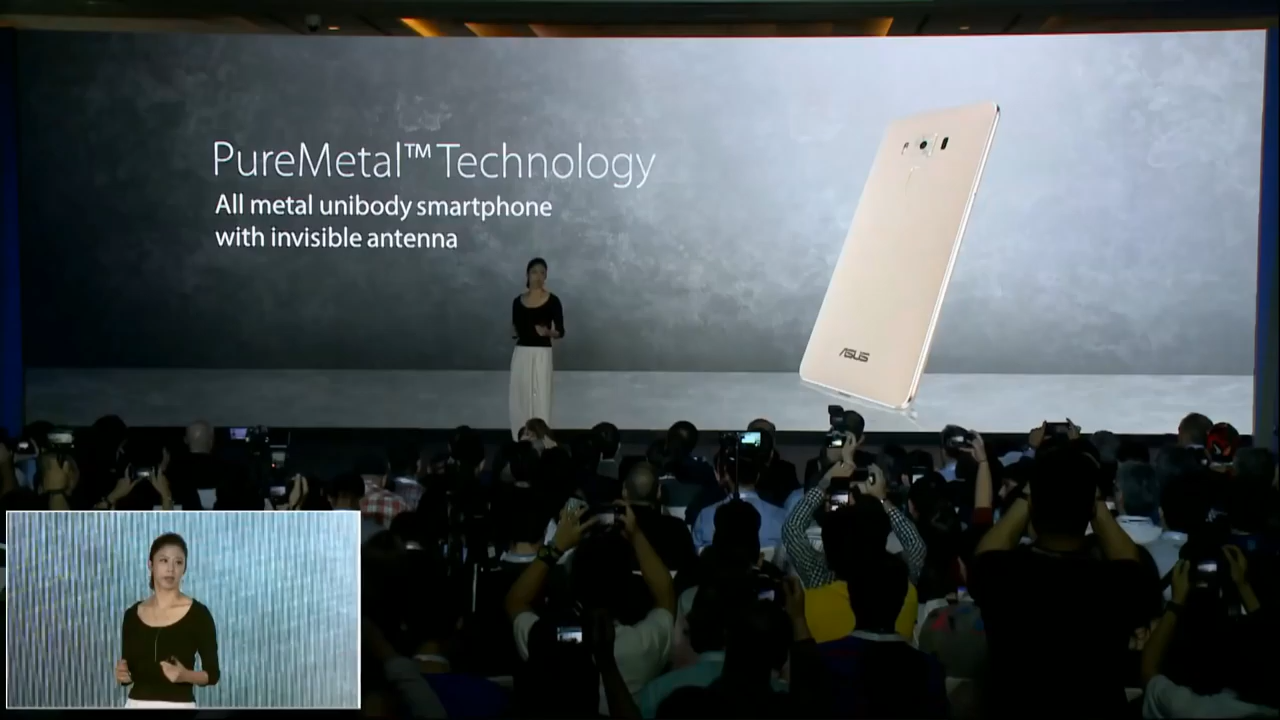 PureMetal™ Technology
All metal unibody smartphone
with invisible antenna
ASUS